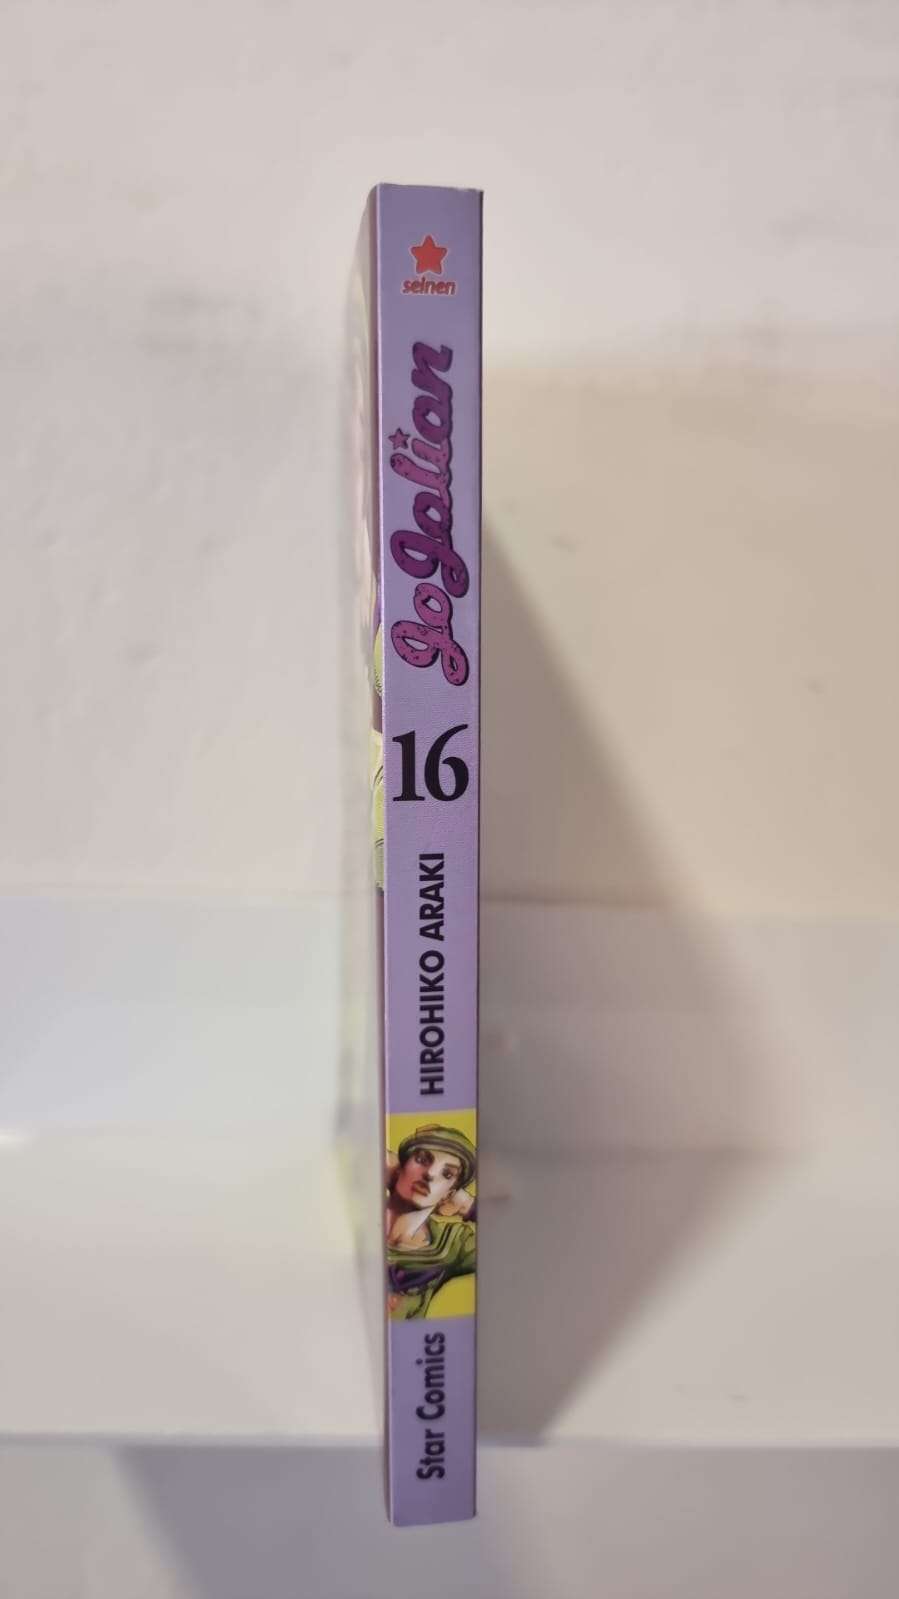 seinen
JoJolion
16
HIROHIKO ARAKI
Star Comics